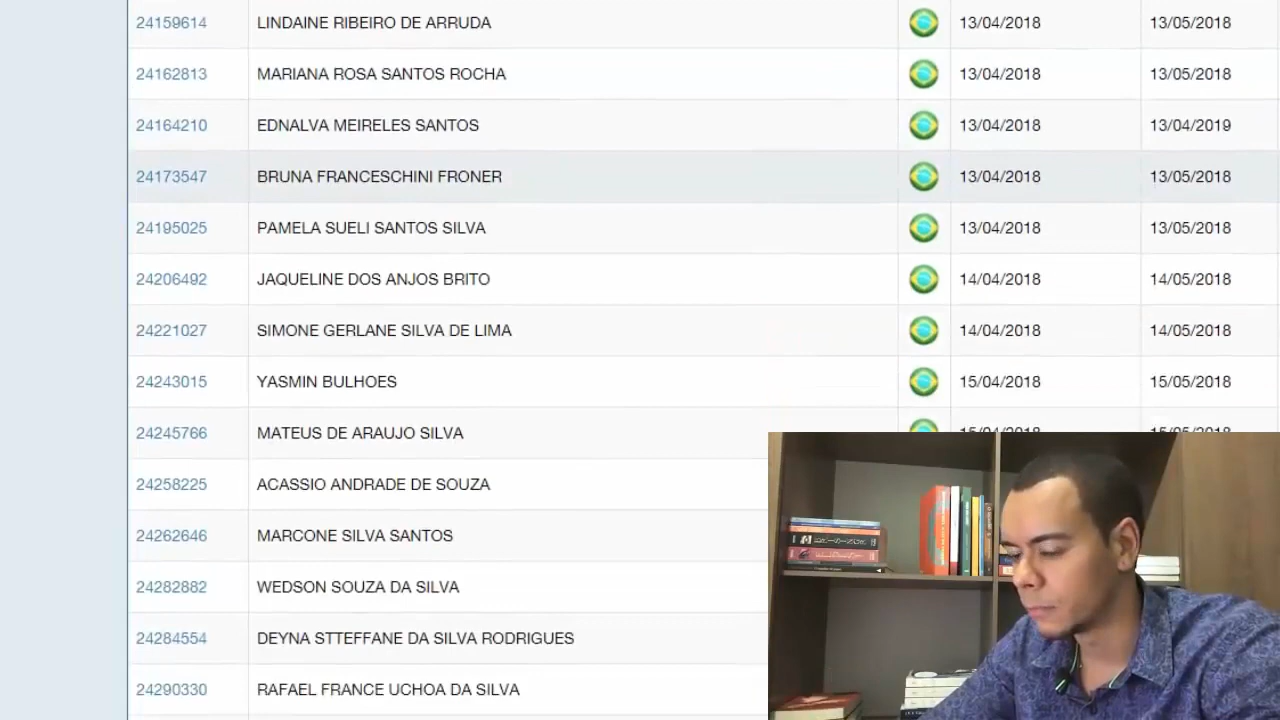 24159614 LINDAINE RIBEIRO DE ARRUDA 13/04/2018 13/05/2018
24162813 MARIANA ROSA SANTOS ROCHA 13/04/2018 13/05/2018
24164210 EDNALVA MEIRELES SANTOS 13/04/2018 13/04/2019
24173547 BRUNA FRANCESCHINI FRONER 13/04/2018 13/05/2018
24195025 PAMELA SUELI SANTOS SILVA 13/04/2018 13/05/2018
24206492 JAQUELINE DOS ANJOS BRITO 14/04/2018 14/05/2018
24221027 SIMONE GERLANE SILVA DE LIMA 14/04/2018 14/05/2018
24243015 YASMIN BULHOES 15/04/2018 15/05/2018
24245766 MATEUS DE ARAUJO SILVA 15/04/2018 15/05/2018
24258225 ACASSIO ANDRADE DE SOUZA
24262646 MARCONE SILVA SANTOS
24282882 WEDSON SOUZA DA SILVA
24284554 DEYNA STTEFFANE DA SILVA RODRIGUES
24290330 RAFAEL FRANCE UCHOA DA SILVA